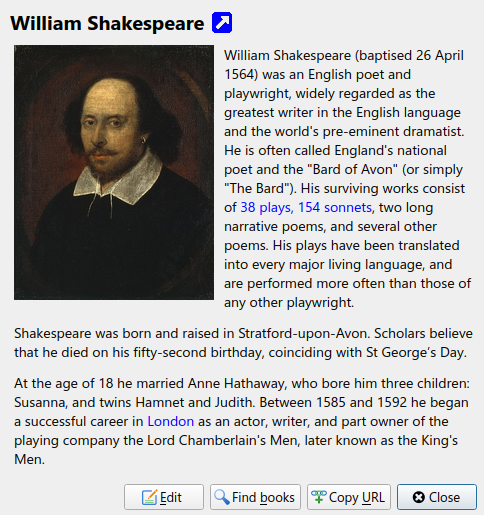 William Shakespeare
William Shakespeare (baptised 26 April
1564) was an English poet and
playwright, widely regarded as the
greatest writer in the English language
and the world's pre-eminent dramatist.
He is often called England's national
poet and the "Bard of Avon" (or simply
"The Bard"). His surviving works consist
of 38 plays, 154 sonnets, two long
narrative poems, and several other
poems. His plays have been translated
into every major living language, and
are performed more often than those of
any other playwright.
Shakespeare was born and raised in Stratford-upon-Avon. Scholars believe
that he died on his fifty-second birthday, coinciding with St George’s Day.
At the age of 18 he married Anne Hathaway, who bore him three children:
Susanna, and twins Hamnet and Judith. Between 1585 and 1592 he began
a successful career in London as an actor, writer, and part owner of the
playing company the Lord Chamberlain's Men, later known as the King's
Men.
Edit Find books Copy URL Close